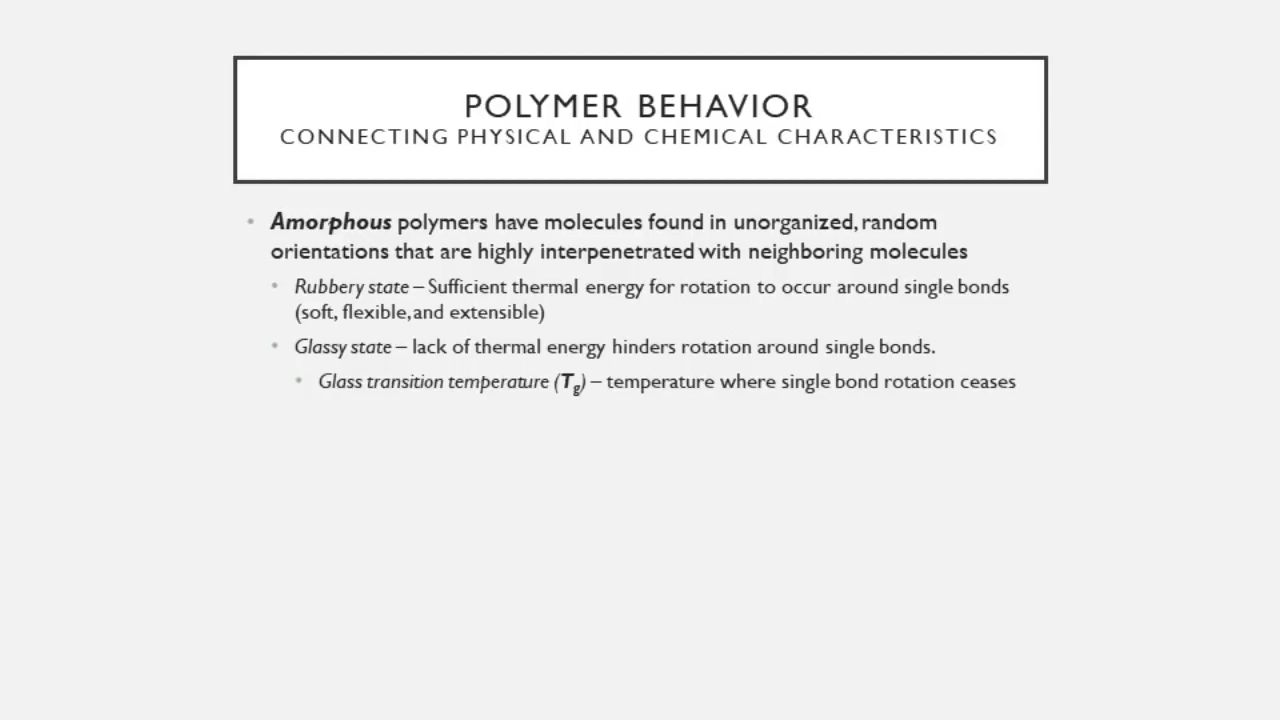 POLYMER BEHAVIOR
CONNECTING PHYSICAL AND CHEMICAL CHARACTERISTICS
• Amorphous polymers have molecules found in unorganized, random
orientations that are highly interpenetrated with neighboring molecules
• Rubbery state – Sufficient thermal energy for rotation to occur around single bonds
(soft, flexible, and extensible)
• Glassy state – lack of thermal energy hinders rotation around single bonds.
• Glass transition temperature (Tg) – temperature where single bond rotation ceases